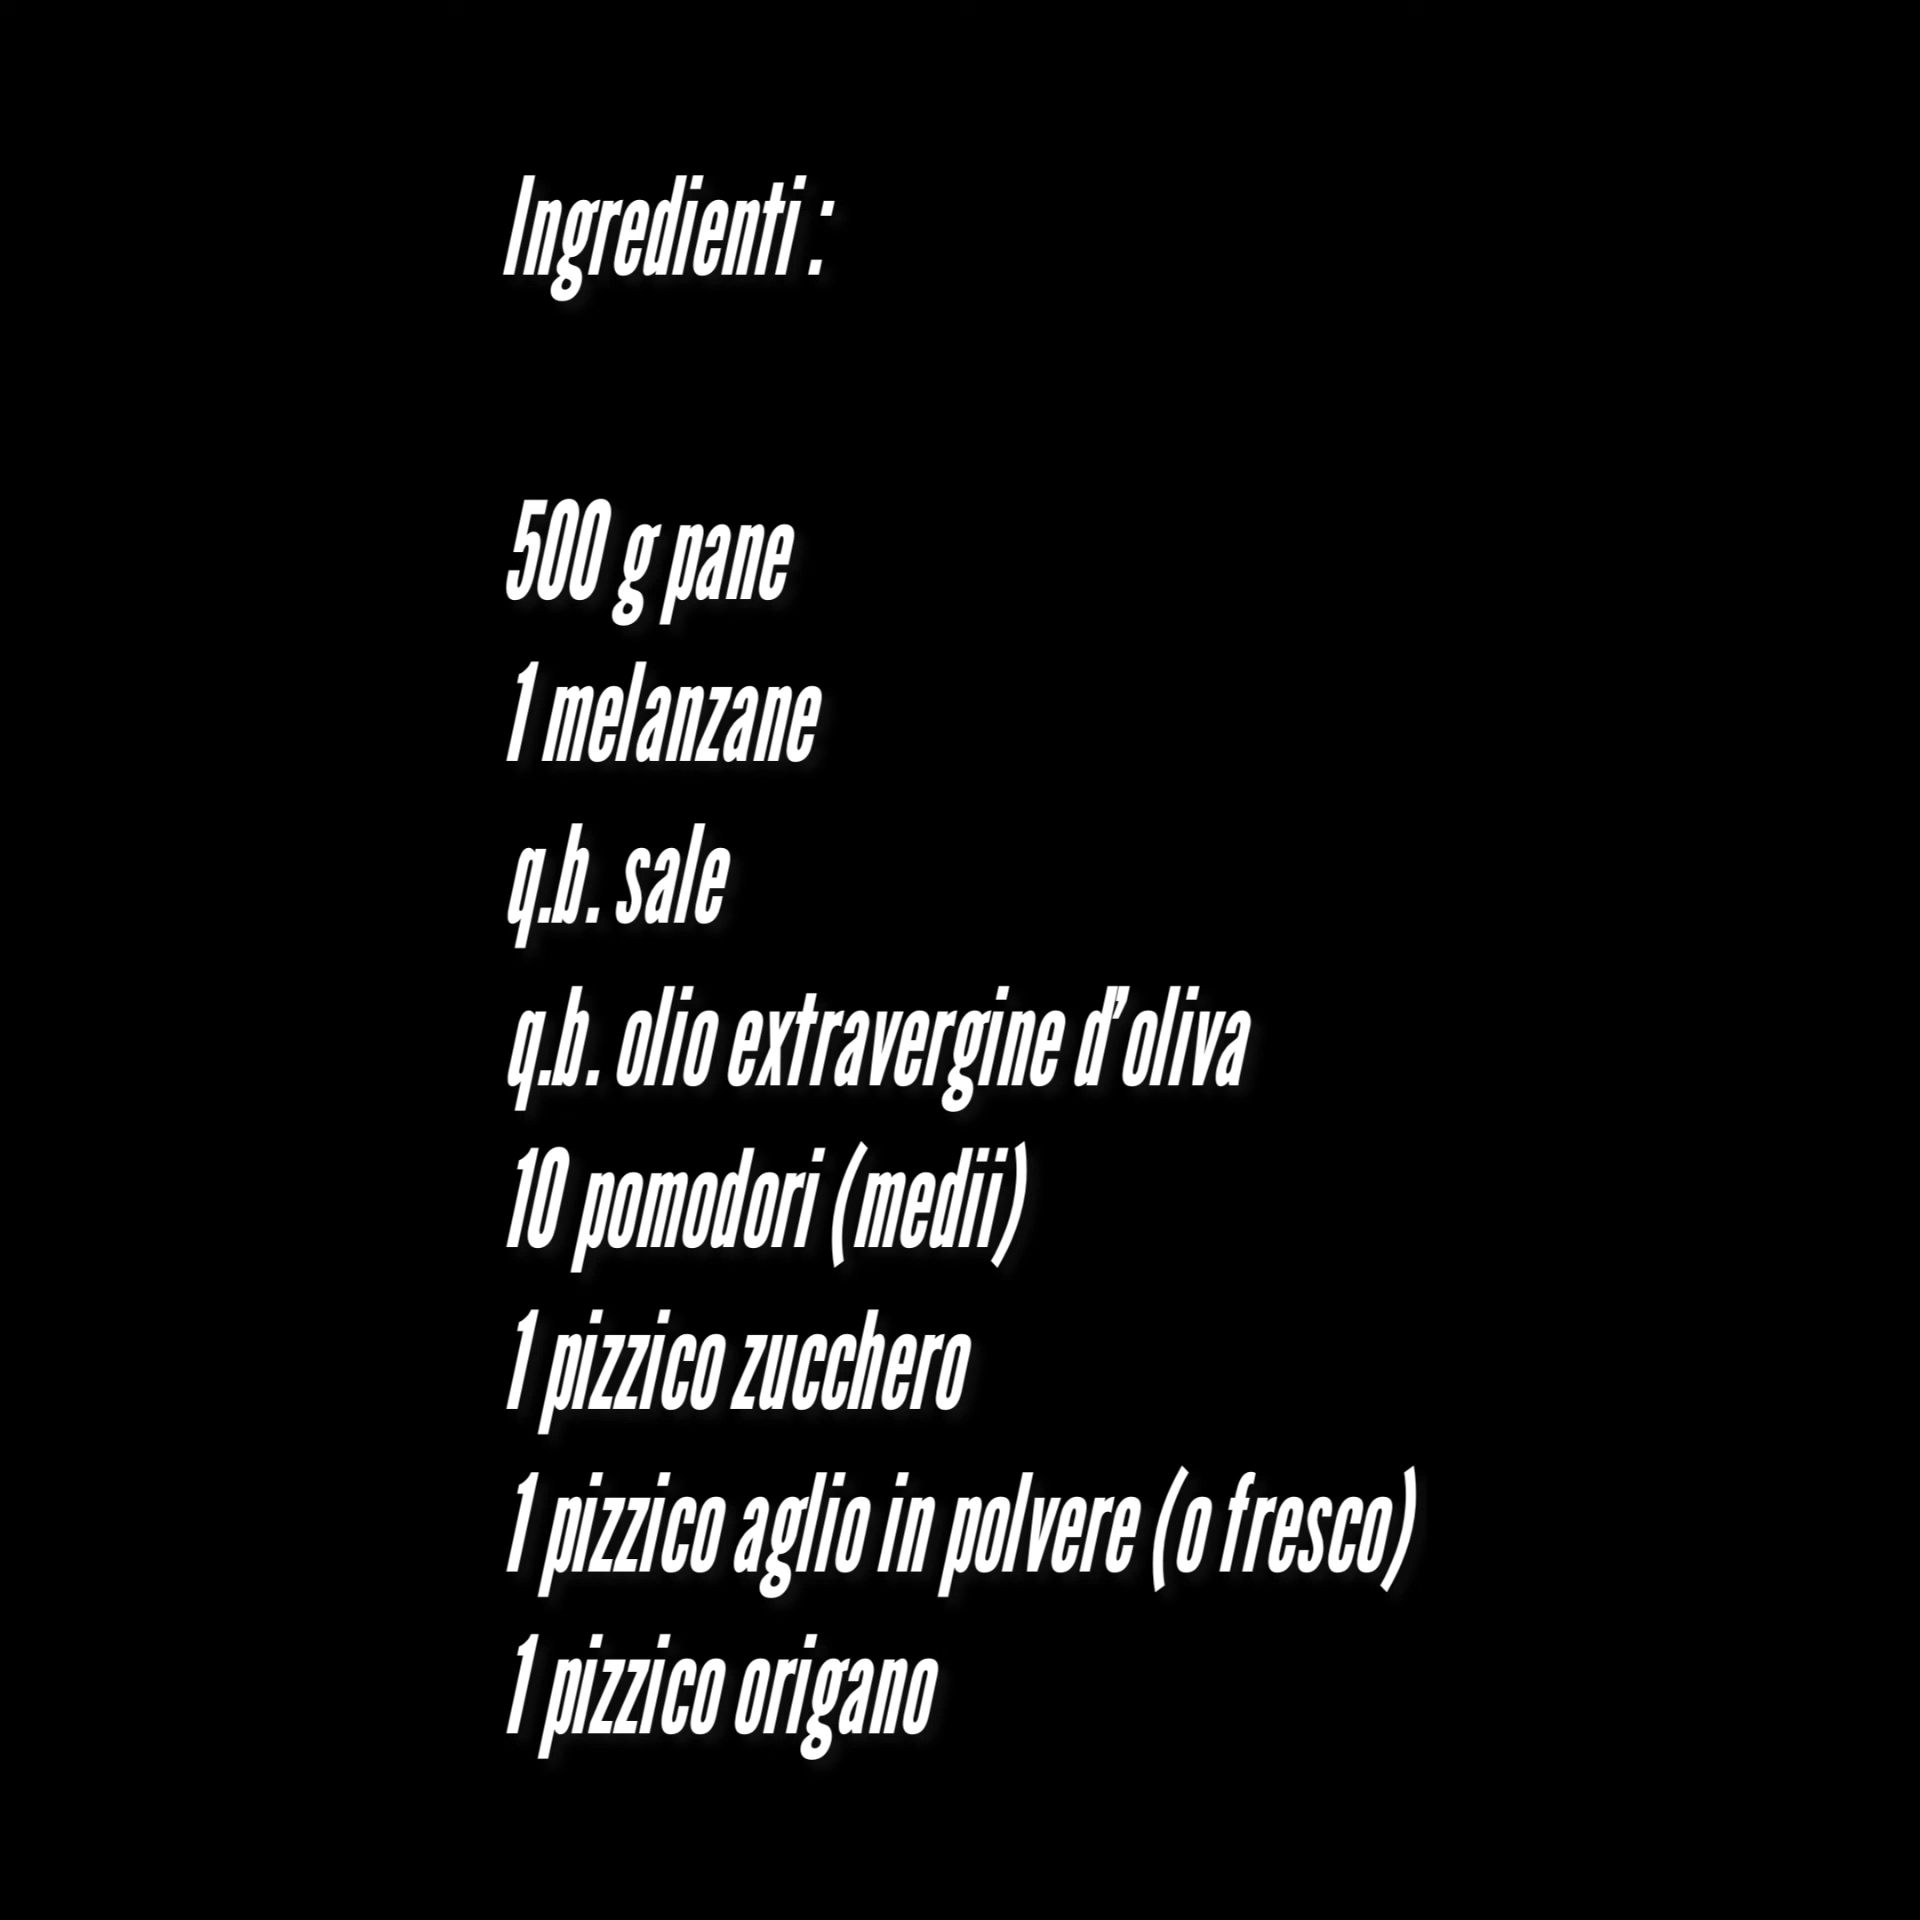 Ingredienti :
500 g pane
1 melanzane
q.b. sale
q.b. olio extravergine d'oliva
10 pomodori (medii)
1 pizzico zucchero
1 pizzico aglio in polvere (o fresco)
1 pizzico origano